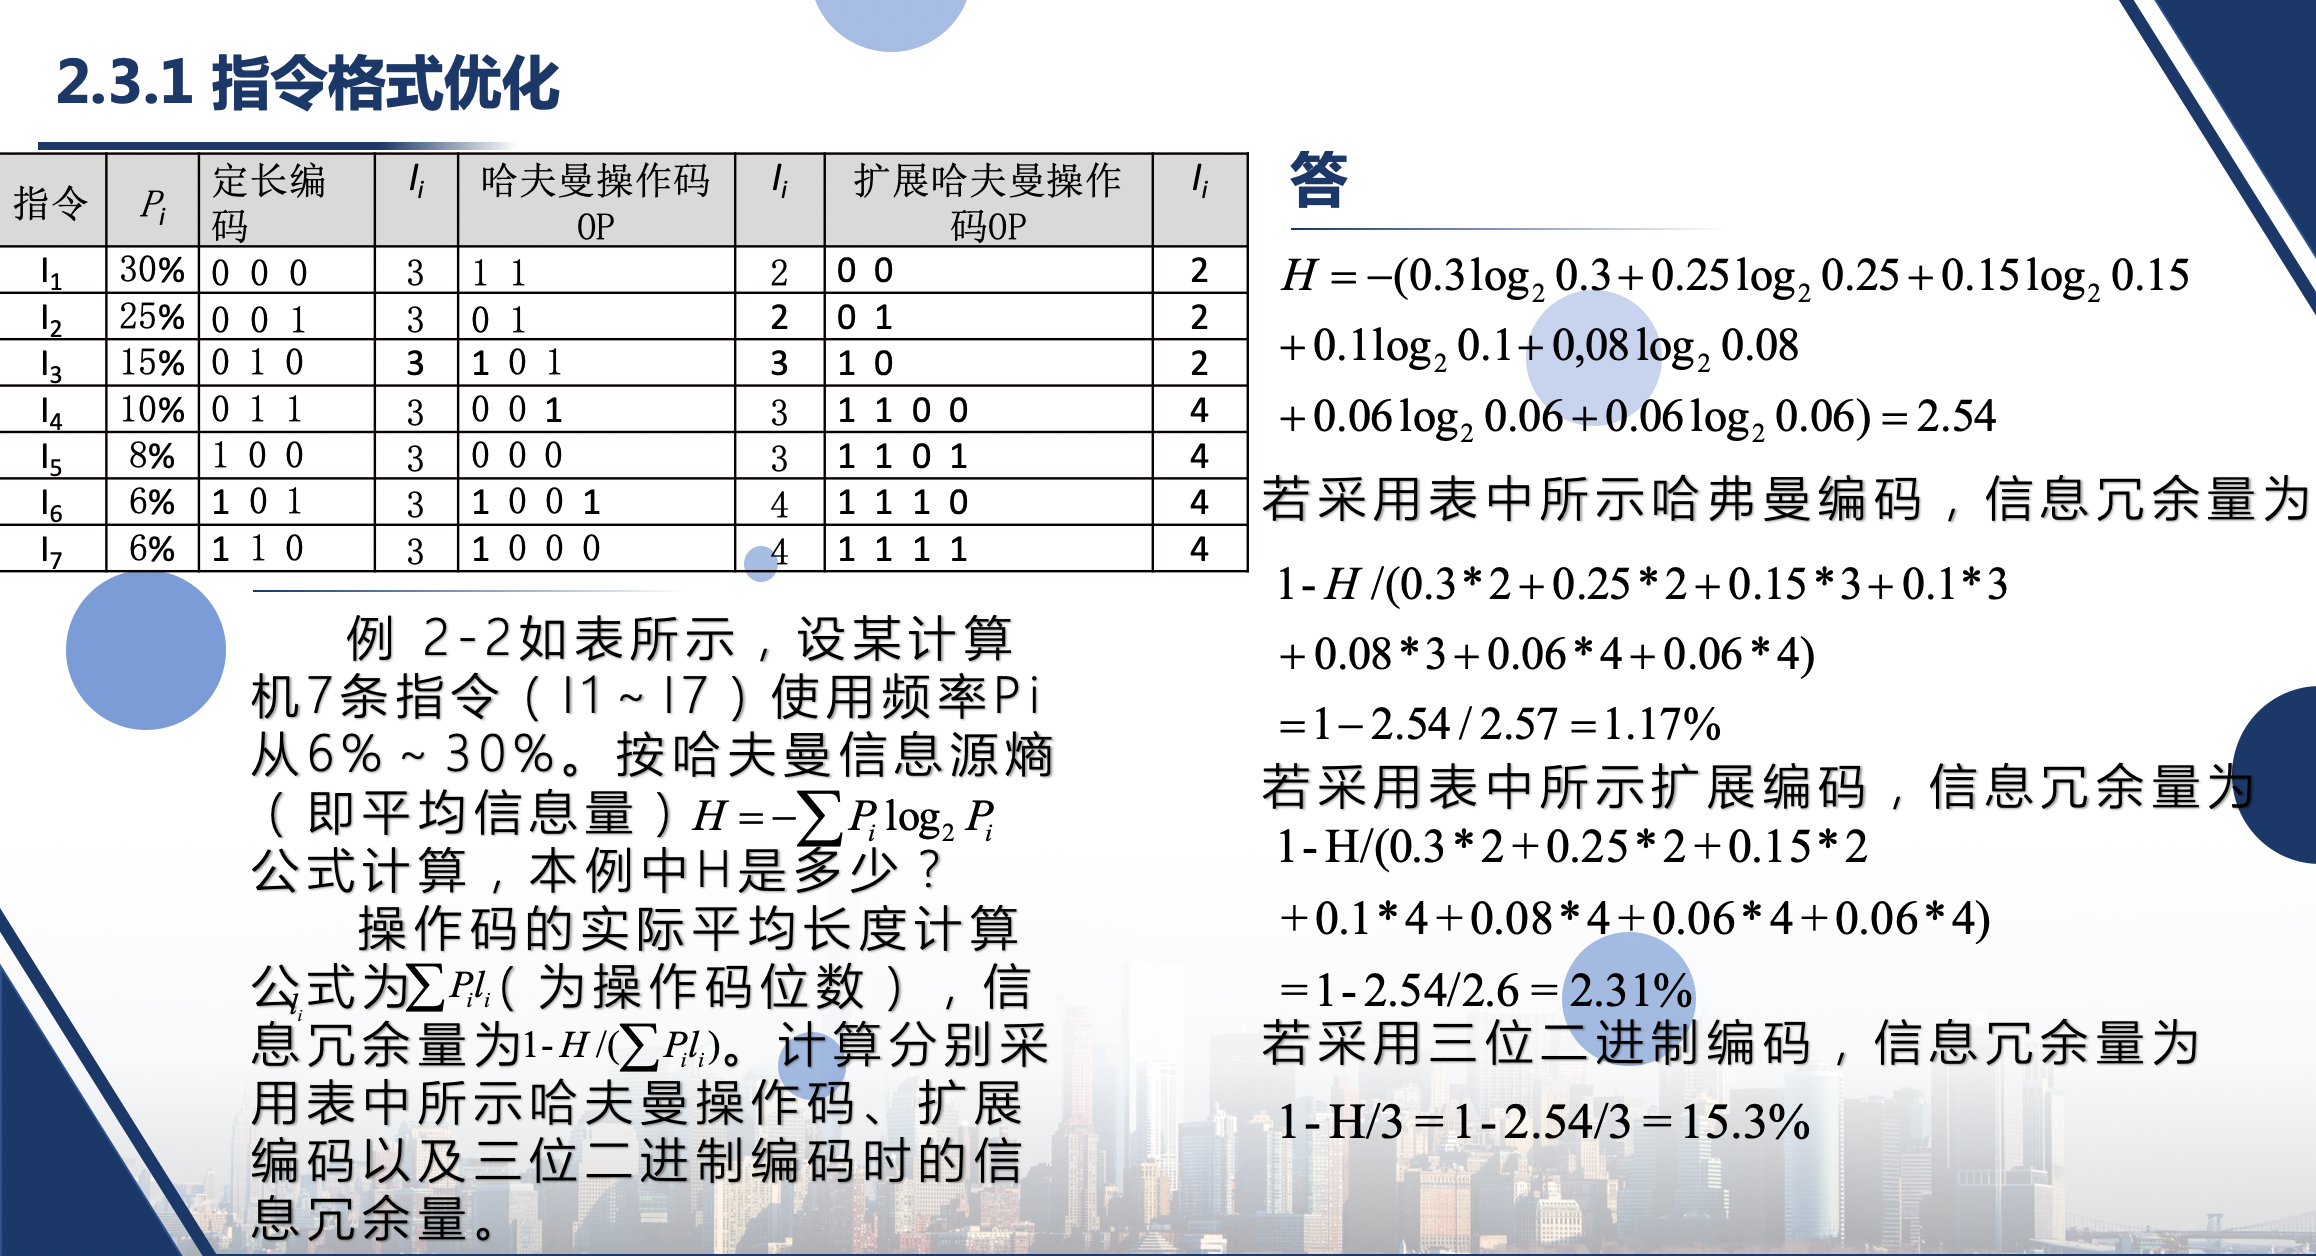 2.3.1 指令格式优化
指令 Pi 定长编码 li 哈夫曼操作码OP li 扩展哈夫曼操作码OP li
I1 30% 0 0 0 3 1 1 2 0 0 2
I2 25% 0 0 1 3 0 1 2 0 1 2
I3 15% 0 1 0 3 1 0 1 3 1 0 2
I4 10% 0 1 1 3 0 0 1 3 1 1 0 0 4
I5 8% 1 0 0 3 0 0 0 3 1 1 0 1 4
I6 6% 1 0 1 3 1 0 0 1 4 1 1 1 0 4
I7 6% 1 1 0 3 1 0 0 0 4 1 1 1 1 4
例 2-2如表所示，设某计算
机7条指令（I1～I7）使用频率Pi
从6%～30%。按哈夫曼信息源熵
（即平均信息量）H=−∑Pi log2 Pi
公式计算，本例中H是多少？
操作码的实际平均长度计算
公式为∑Pili（li为操作码位数），信
息冗余量为1-H/(∑Pili)。计算分别采
用表中所示哈夫曼操作码、扩展
编码以及三位二进制编码时的信
息冗余量。
答
H=−(0.3log2 0.3+0.25log2 0.25+0.15log2 0.15
+0.1log2 0.1+0,08log2 0.08
+0.06log2 0.06+0.06log2 0.06)=2.54
若采用表中所示哈弗曼编码，信息冗余量为
1-H/(0.3*2+0.25*2+0.15*3+0.1*3
+0.08*3+0.06*4+0.06*4)
=1−2.54/2.57=1.17%
若采用表中所示扩展编码，信息冗余量为
1-H/(0.3*2+0.25*2+0.15*2
+0.1*4+0.08*4+0.06*4+0.06*4)
=1-2.54/2.6=2.31%
若采用三位二进制编码，信息冗余量为
1-H/3=1-2.54/3=15.3%